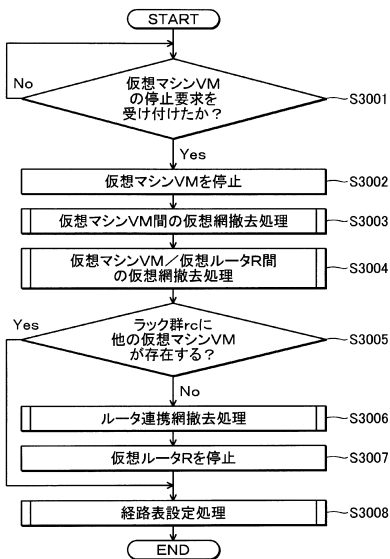 START
No
仮想マシンVM
の停止要求を
受け付けたか？
S3001
Yes
仮想マシンVMを停止
S3002
仮想マシンVM間の仮想網撤去処理
S3003
仮想マシンVM／仮想ルータR間
の仮想網撤去処理
S3004
Yes
ラック群rcに
他の仮想マシンVM
が存在する？
S3005
No
ルータ連携網撤去処理
S3006
仮想ルータRを停止
S3007
経路表設定処理
S3008
END